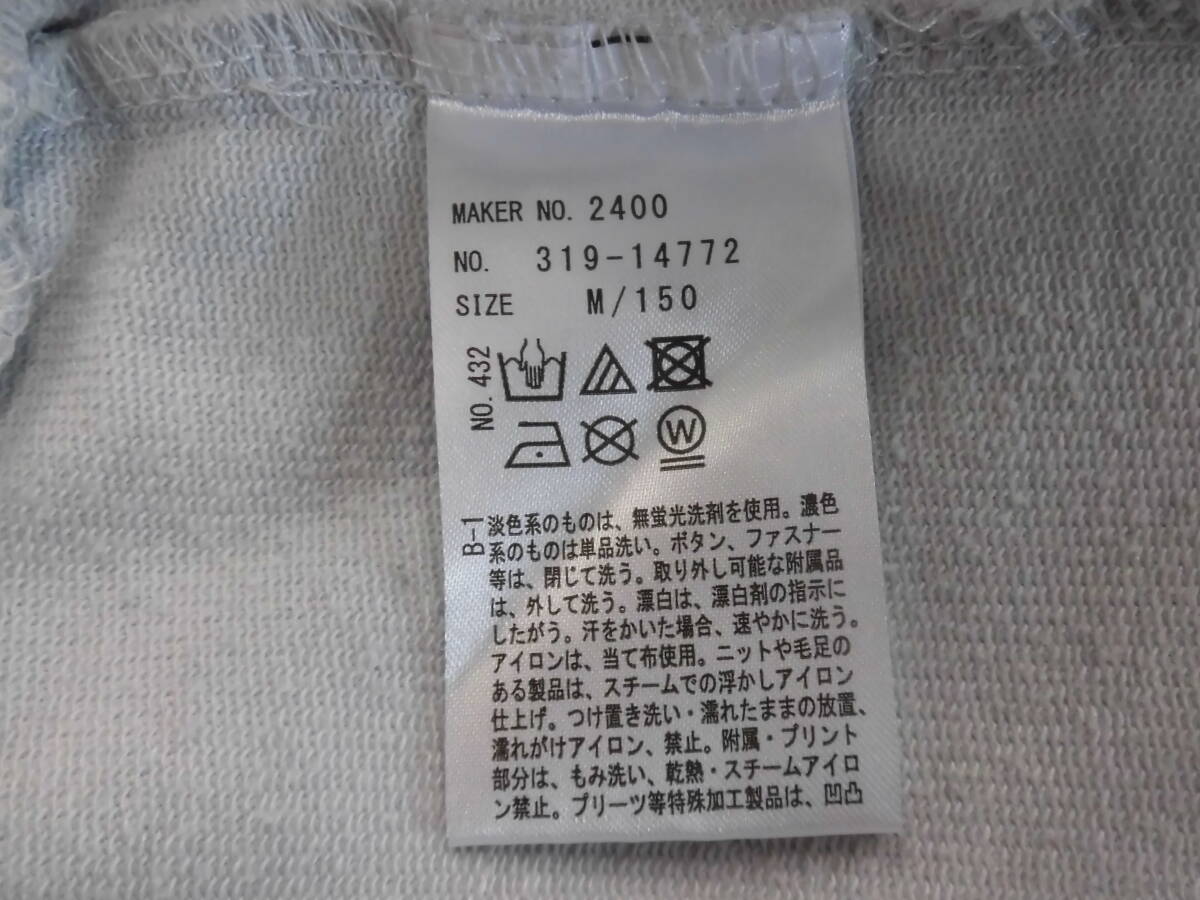 MAKER NO. 2400
NO. 319-14772
SIZE M/150
NO. 432
W
B-1
淡色系のものは、無蛍光洗剤を使用。濃色
系のものは単品洗い。ボタン、ファスナー
等は、閉じて洗う。取り外し可能な附属品
は、外して洗う。漂白は、漂白剤の指示に
したがう。汗をかいた場合、速やかに洗う。
アイロンは、当て布使用。ニットや毛足の
ある製品は、スチームでの浮かしアイロン
仕上げ。つけ置き洗い・濡れたままの放置、
濡れがけアイロン、禁止。附属・プリント
部分は、もみ洗い、乾熱・スチームアイロ
ン禁止。プリーツ等特殊加工製品は、凹凸